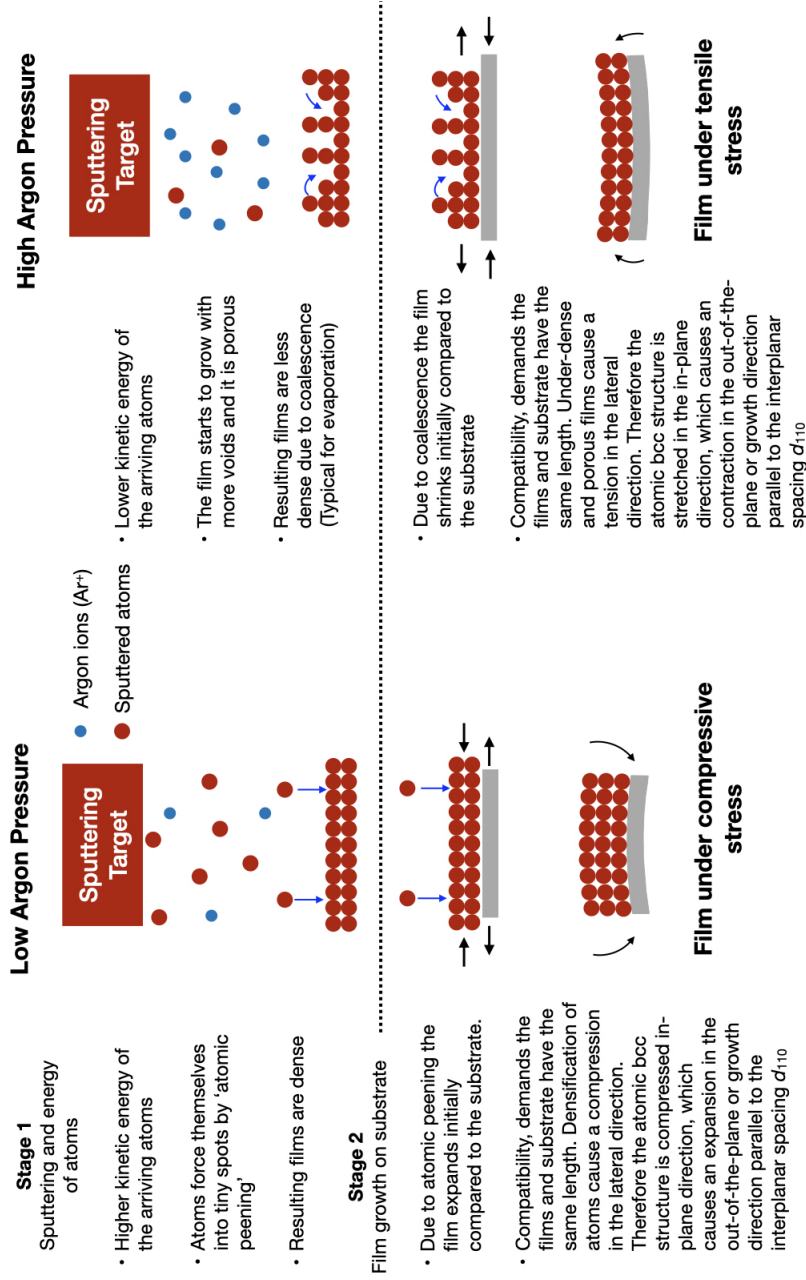 Low Argon Pressure
High Argon Pressure
Stage 1
Sputtering and energy
of atoms
Sputtering
Target
Argon ions (Ar⁺)
Sputtered atoms
Sputtering
Target
• Higher kinetic energy of
the arriving atoms
• Atoms force themselves
into tiny spots by ‘atomic
peening’
• Resulting films are dense
• Lower kinetic energy of
the arriving atoms
• The film starts to grow with
more voids and it is porous
• Resulting films are less
dense due to coalescence
(Typical for evaporation)
Stage 2
Film growth on substrate
• Due to atomic peening the
film expands initially
compared to the substrate.
• Compatibility, demands the
films and substrate have the
same length. Densification of
atoms cause a compression
in the lateral direction.
Therefore the atomic bcc
structure is compressed in-
plane direction, which
causes an expansion in the
out-of-the-plane or growth
direction parallel to the
interplanar spacing d₁₁₀
Film under compressive
stress
• Due to coalescence the film
shrinks initially compared to
the substrate
• Compatibility, demands the
films and substrate have the
same length. Under-dense
and porous films cause a
tension in the lateral
direction. Therefore the
atomic bcc structure is
stretched in the in-plane
direction, which causes an
contraction in the out-of-the-
plane or growth direction
parallel to the interplanar
spacing d₁₁₀
Film under tensile
stress